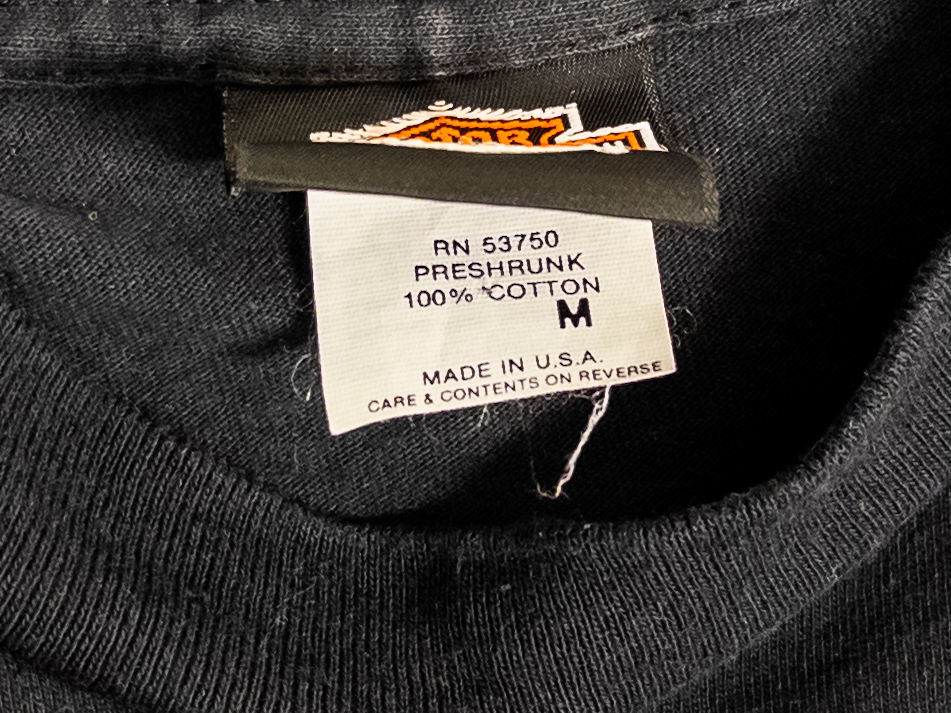 RN 53750
PRESHRUNK
100% COTTON
M
MADE IN U.S.A.
CARE & CONTENTS ON REVERSE